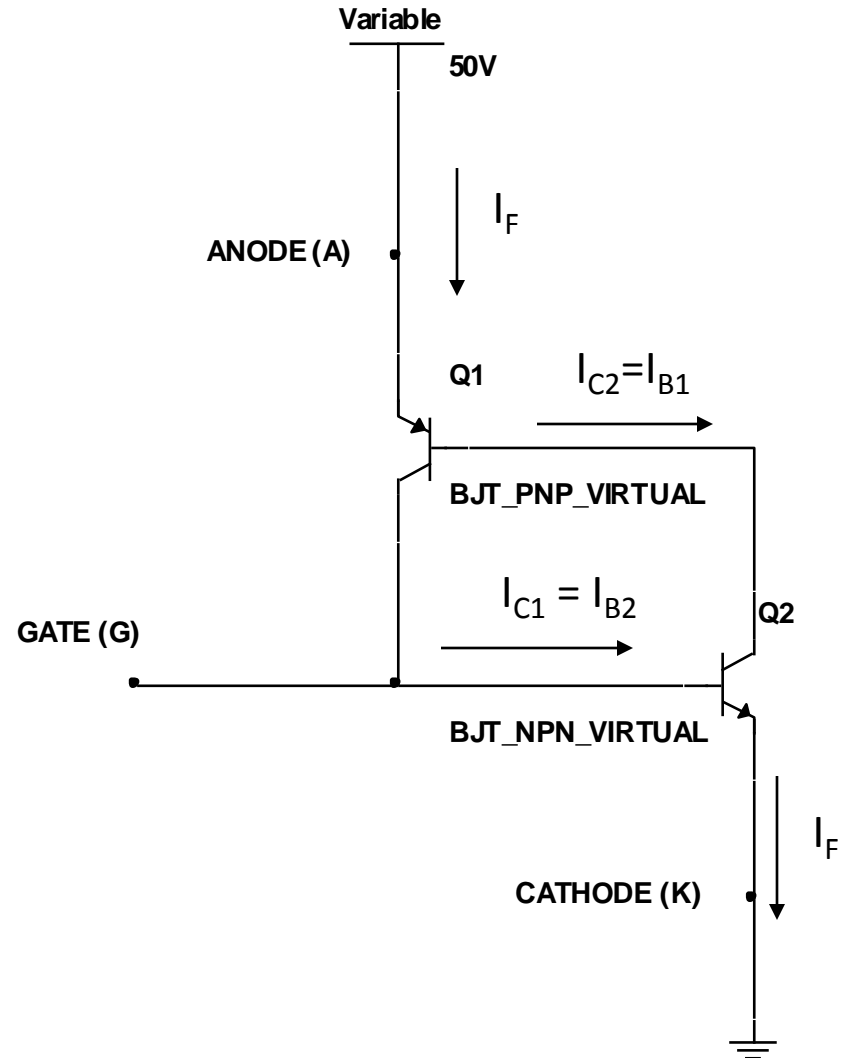 Variable
50V
I_F
ANODE (A)
Q1
I_C2=I_B1
BJT_PNP_VIRTUAL
I_C1 = I_B2
Q2
GATE (G)
BJT_NPN_VIRTUAL
I_F
CATHODE (K)